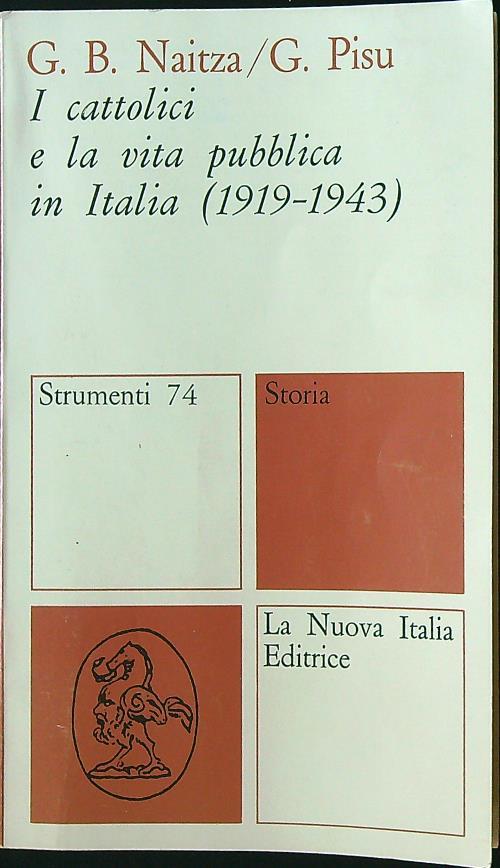 G. B. Naitza/G. Pisu
I cattolici
e la vita pubblica
in Italia (1919-1943)
Strumenti 74
Storia
La Nuova Italia
Editrice